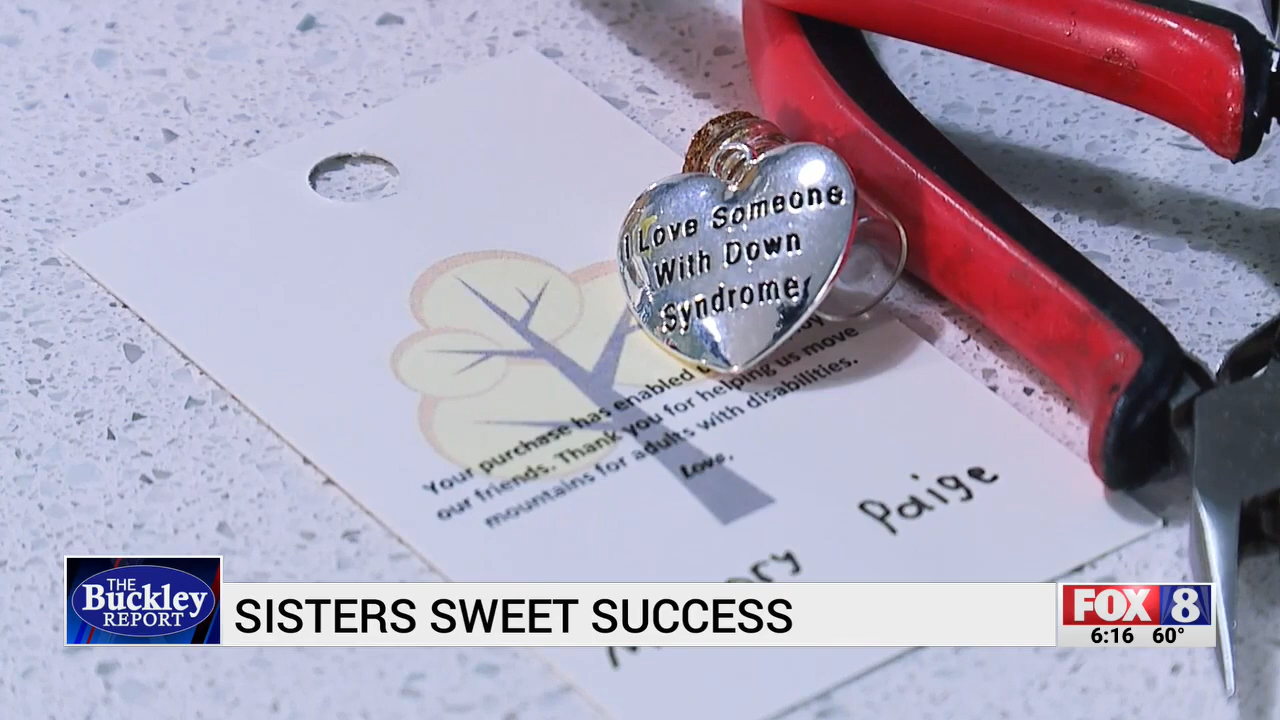 I Love Someone
With Down
Syndrome
Your purchase has enabled
our friends. Thank you for helping us move
mountains for adults with disabilities.
Love,
Paige
THE
Buckley
REPORT
SISTERS SWEET SUCCESS
FOX 8
6:16 60°